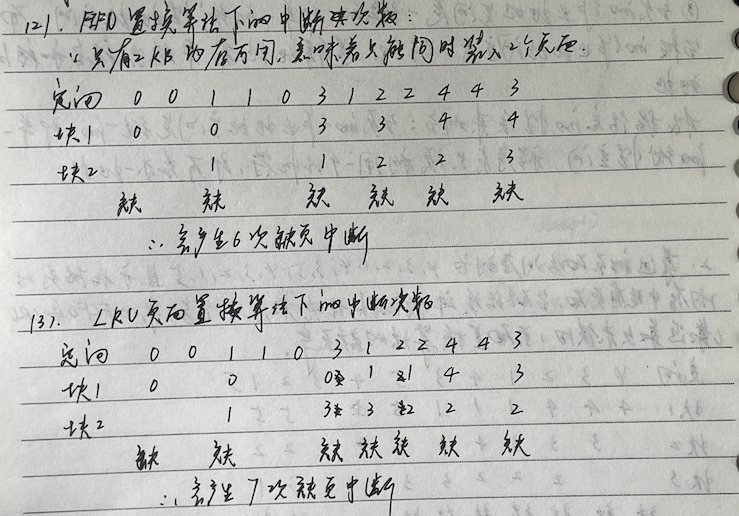 (2). FIFO置换算法下的中断次数:
∵只有2KB内存方间,意味着只能同时装入2个页面.
定访 0 0 1 1 0 3 1 2 2 4 4 3
块1 0 0 3 3 4 4
块2 1 1 2 2 3
缺 缺 缺 缺 缺 缺
∴会产生6次缺页中断
(3). LRU页面置换算法下的中断次数
定访 0 0 1 1 0 3 1 2 2 4 4 3
块1 0 0 0 1 1 4 3
块2 1 3 3 2 2 2
缺 缺 缺 缺 缺 缺 缺
∴会产生7次缺页中断